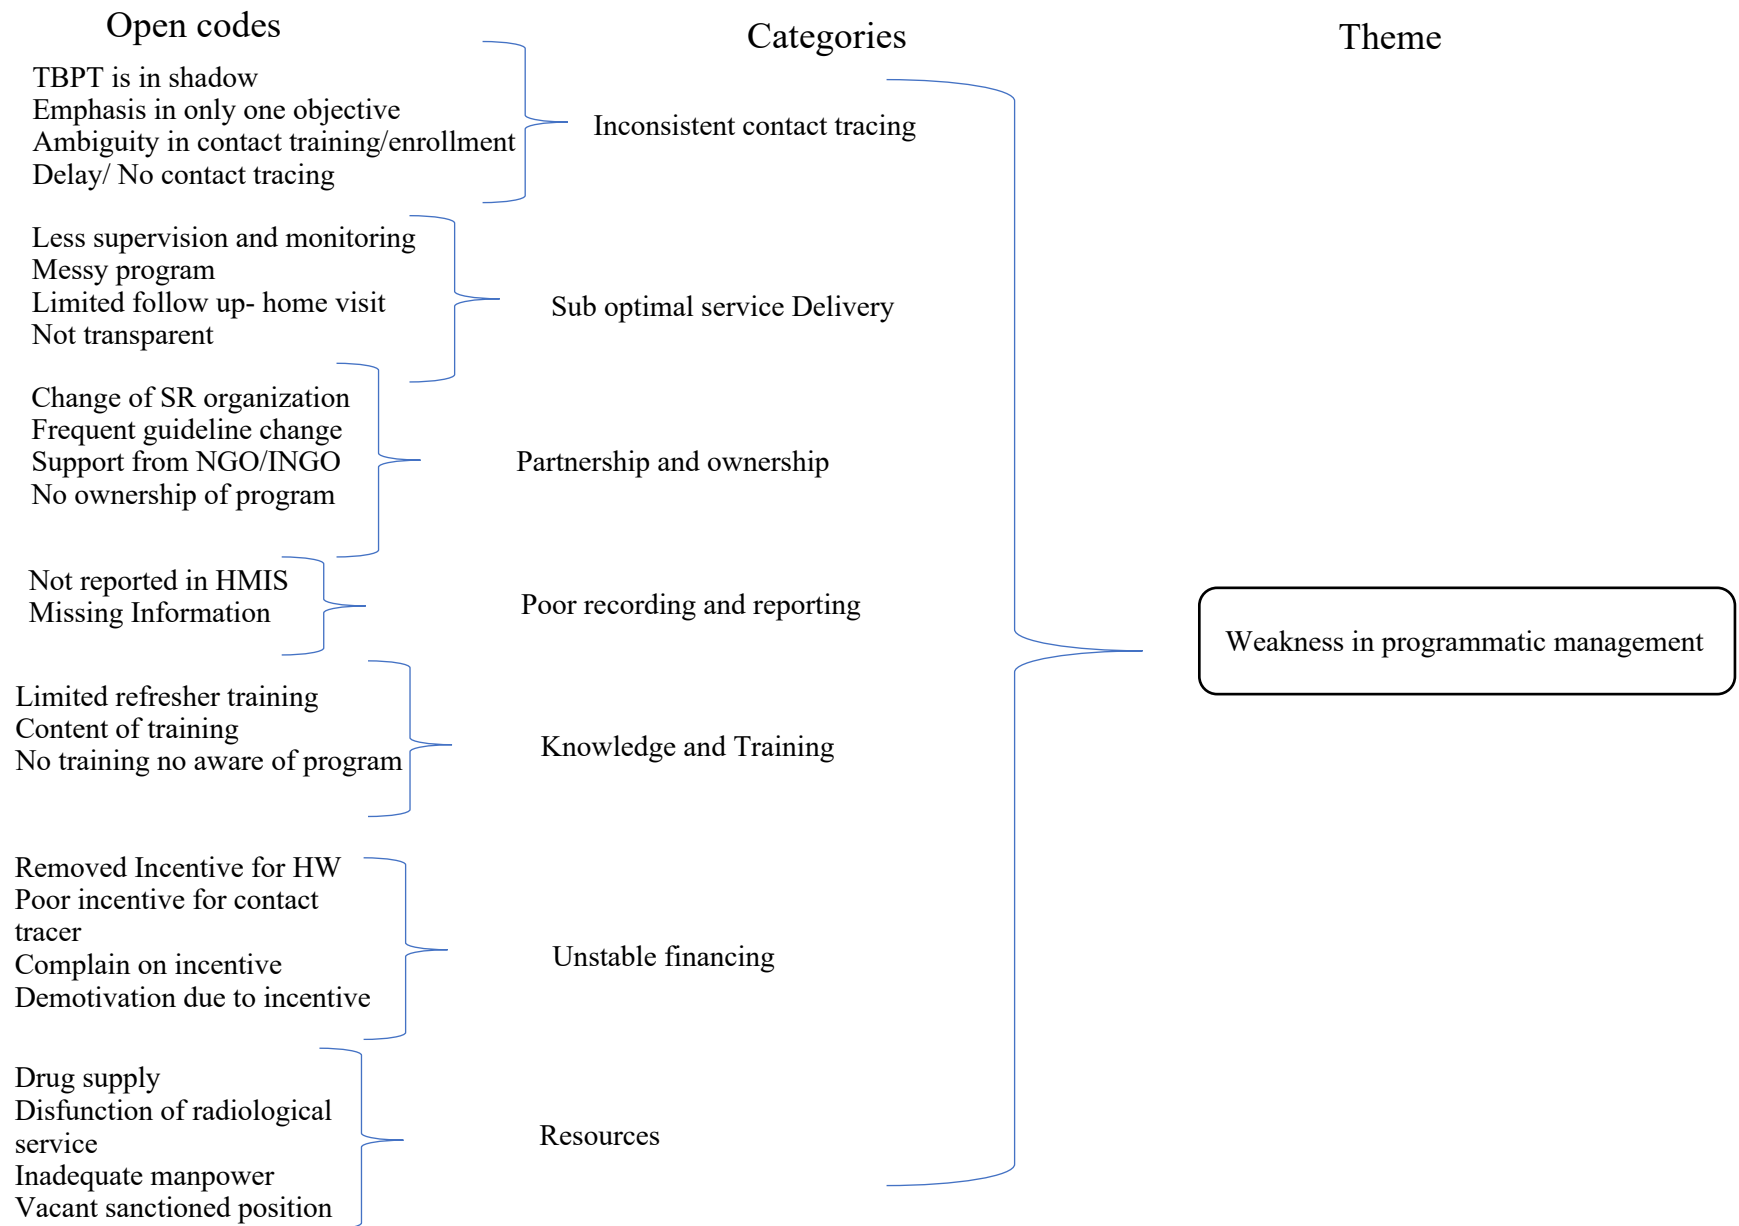 Open codes
Categories
Theme
TBPT is in shadow
Emphasis in only one objective
Ambiguity in contact training/enrollment
Delay/ No contact tracing
Inconsistent contact tracing
Less supervision and monitoring
Messy program
Limited follow up- home visit
Not transparent
Sub optimal service Delivery
Change of SR organization
Frequent guideline change
Support from NGO/INGO
No ownership of program
Partnership and ownership
Not reported in HMIS
Missing Information
Poor recording and reporting
Limited refresher training
Content of training
No training no aware of program
Knowledge and Training
Removed Incentive for HW
Poor incentive for contact
tracer
Complain on incentive
Demotivation due to incentive
Unstable financing
Drug supply
Disfunction of radiological
service
Inadequate manpower
Vacant sanctioned position
Resources
Weakness in programmatic management